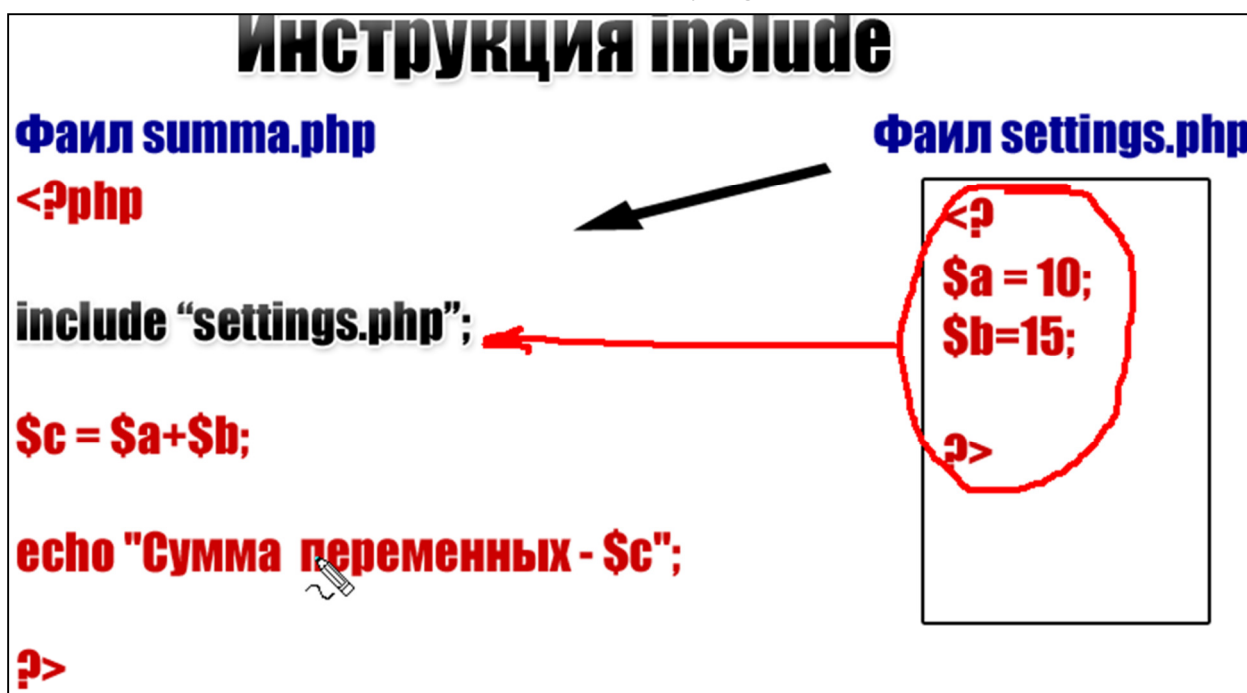 Инструкция include
Фаил summa.php
<?php
include “settings.php”;
$c = $a+$b;
echo "Сумма переменных - $c";
?>
Фаил settings.php
<?
$a = 10;
$b=15;
?>